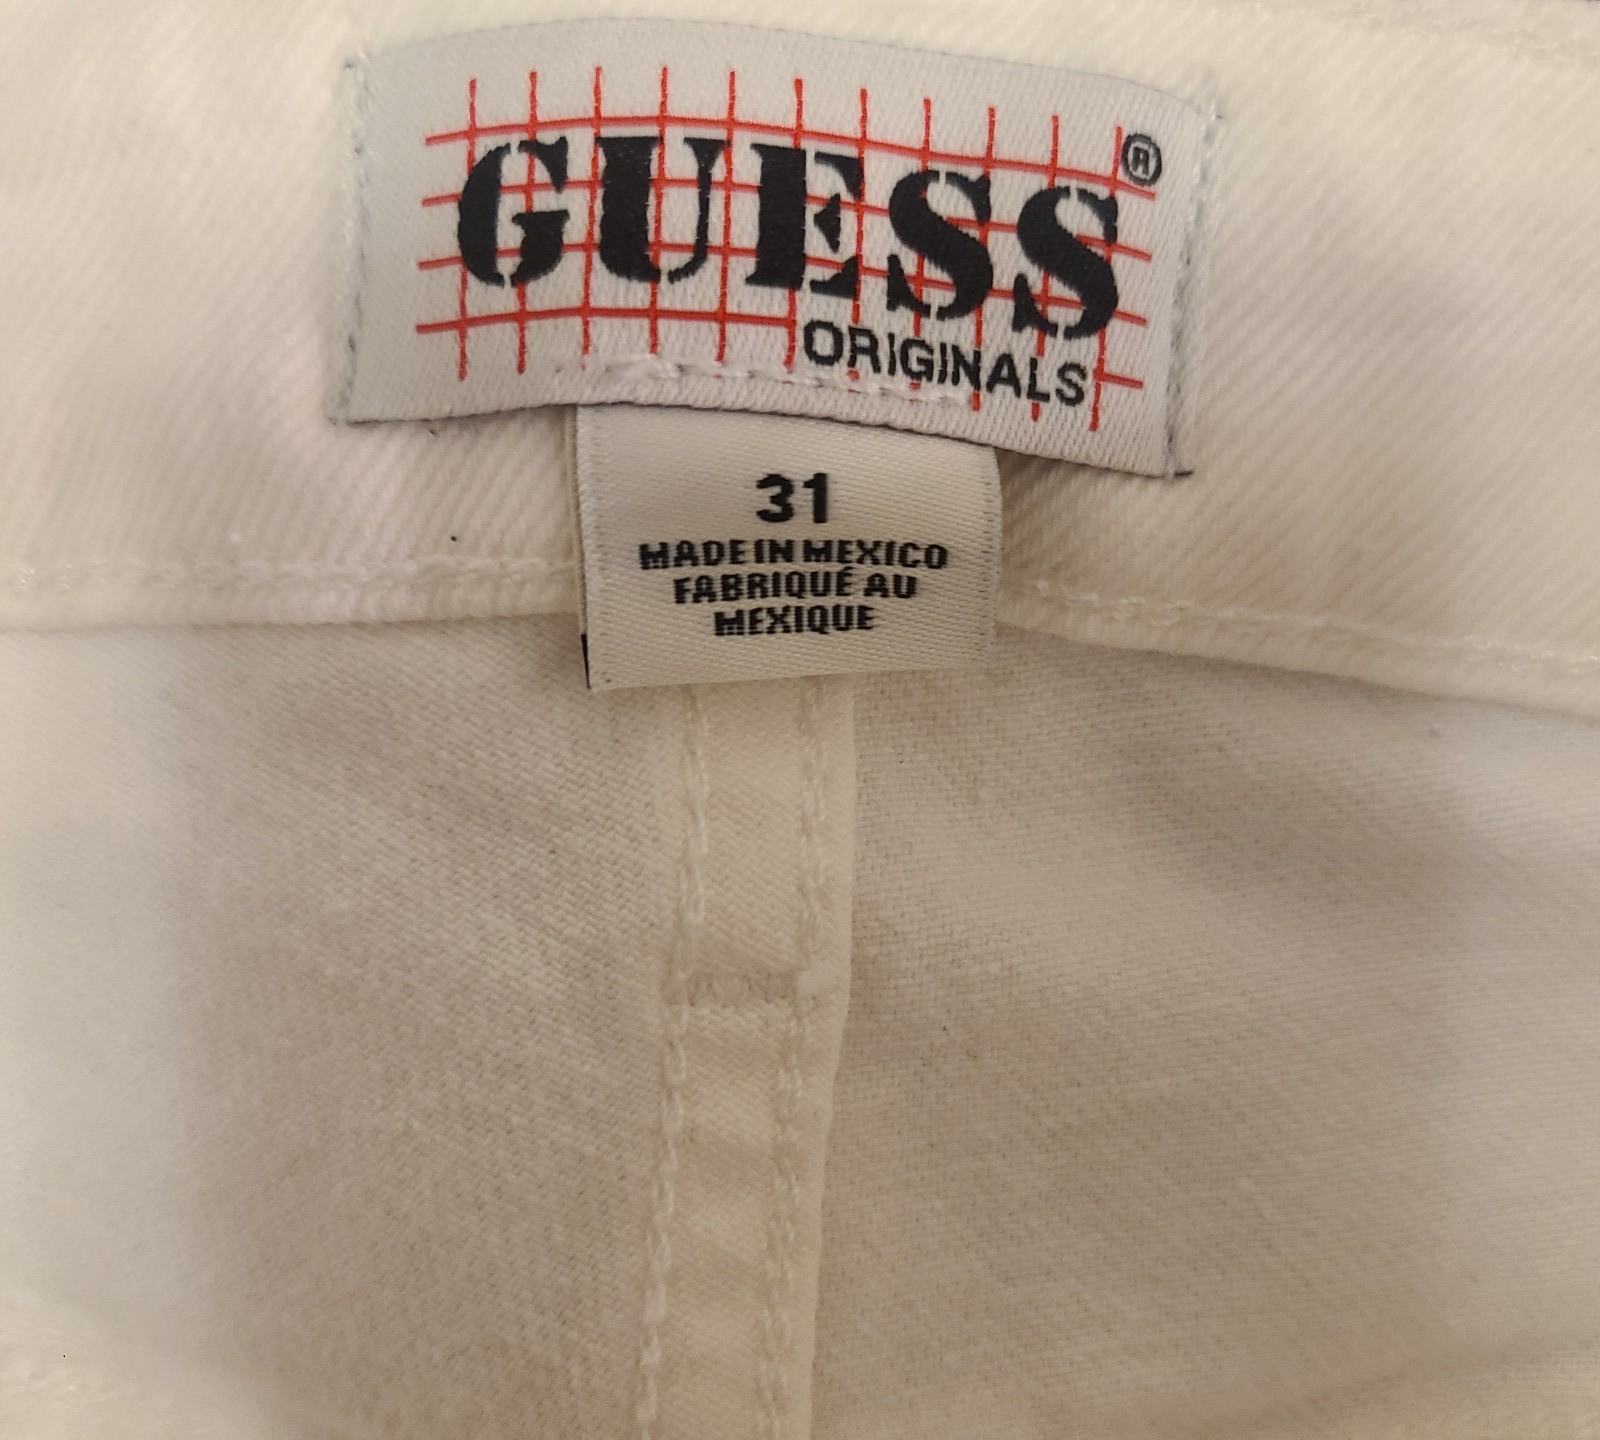 GUESS®
ORIGINALS
31
MADE IN MEXICO
FABRIQUÉ AU
MEXIQUE